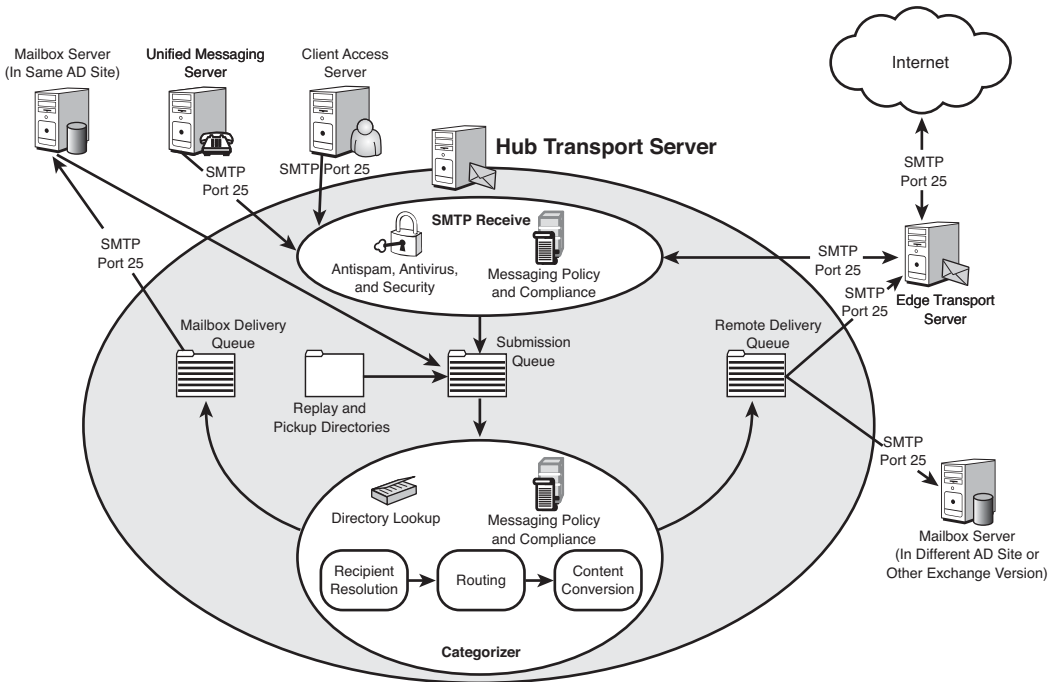 Mailbox Server
(In Same AD Site)
Unified Messaging
Server
Client Access
Server
Internet
Hub Transport Server
SMTP
Port 25
SMTP Port 25
SMTP
Port 25
SMTP Receive
SMTP
Port 25
Antispam, Antivirus,
and Security
Messaging Policy
and Compliance
SMTP
Port 25
SMTP
Port 25
Edge Transport
Server
Mailbox Delivery
Queue
Submission
Queue
Remote Delivery
Queue
Replay and
Pickup Directories
SMTP
Port 25
Directory Lookup
Messaging Policy
and Compliance
Mailbox Server
(In Different AD Site or
Other Exchange Version)
Recipient
Resolution
Routing
Content
Conversion
Categorizer